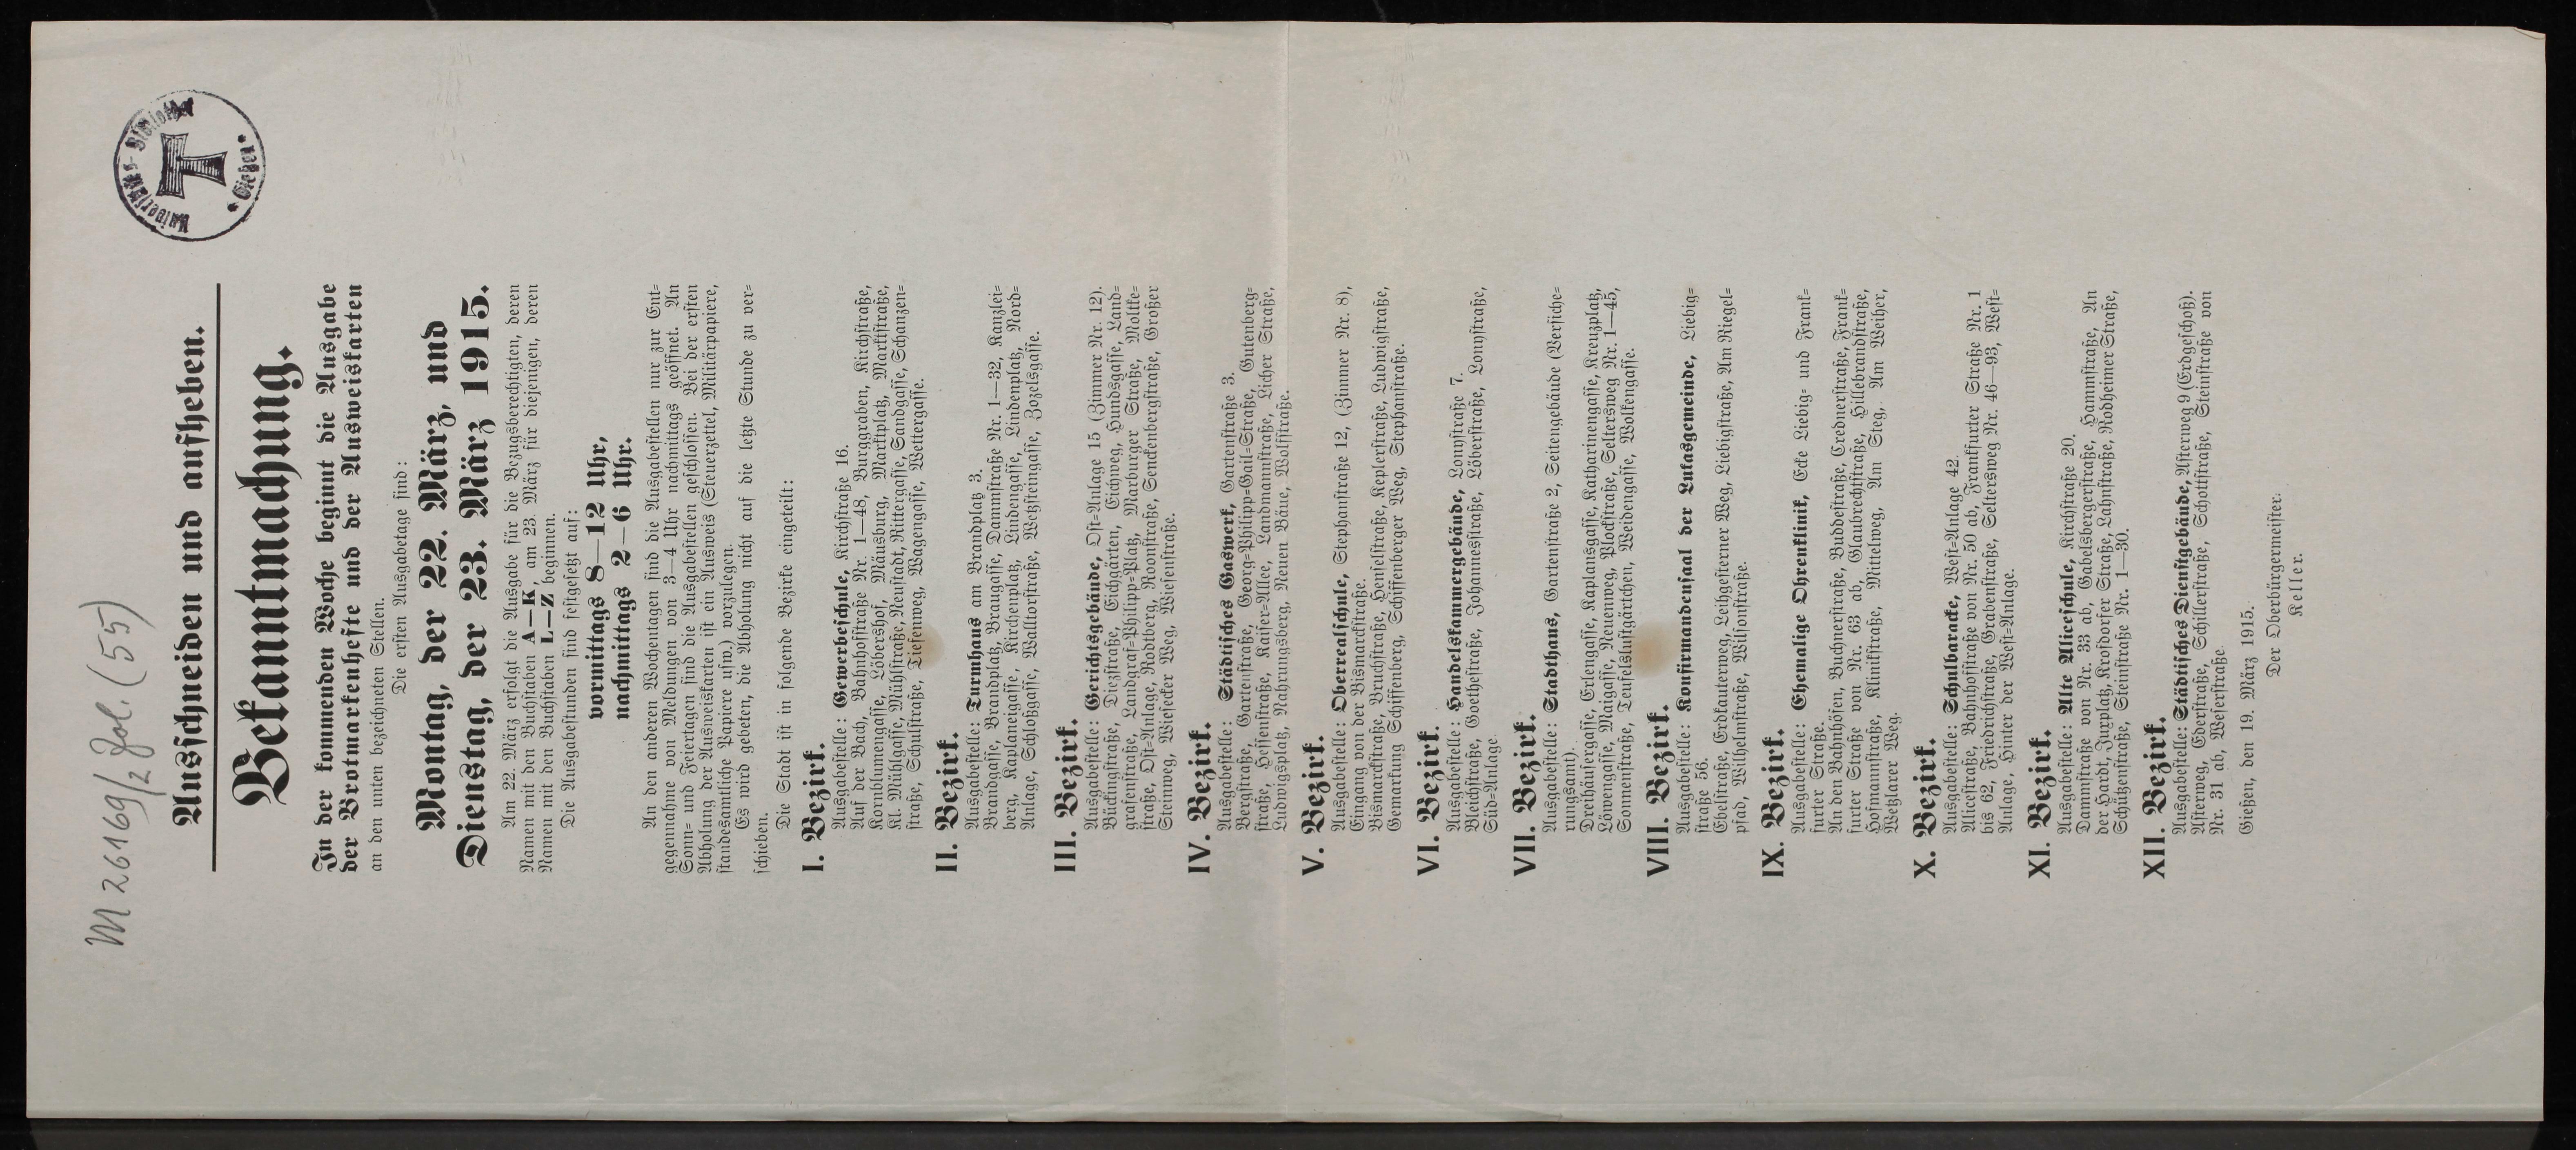 M 26169/2 fol. (55)
Universitäts-Bibliothek
* Gießen *
Ausschneiden und aufheben.
Bekanntmachung.
In der kommenden Woche beginnt die Ausgabe
der Brotmarkenhefte und der Ausweiskarten
an den unten bezeichneten Stellen.
Die ersten Ausgabetage sind:
Montag, der 22. März, und
Dienstag, der 23. März 1915.
Am 22. März erfolgt die Ausgabe für die Bezugsberechtigten, deren
Namen mit den Buchstaben A—K, am 23. März für diejenigen, deren
Namen mit den Buchstaben L—Z beginnen.
Die Ausgabestunden sind festgesetzt auf:
vormittags 8—12 Uhr,
nachmittags 2—6 Uhr.
An den anderen Wochentagen sind die Ausgabestellen nur zur Ent=
gegennahme von Meldungen von 3—4 Uhr nachmittags geöffnet. An
Sonn= und Feiertagen sind die Ausgabestellen geschlossen. Bei der ersten
Abholung der Ausweiskarten ist ein Ausweis (Steuerzettel, Militärpapiere,
standesamtliche Papiere usw.) vorzulegen.
Es wird gebeten, die Abholung nicht auf die letzte Stunde zu ver=
schieben.
Die Stadt ist in folgende Bezirke eingeteilt:
I. Bezirk.
Ausgabestelle: Gewerbeschule, Kirchstraße 16.
Auf der Bach, Bahnhofstraße Nr. 1—48, Burggraben, Kirchstraße,
Kornblumengasse, Löbershof, Mäusburg, Marktplatz, Marktstraße,
Kl. Mühlgasse, Mühlstraße, Neustadt, Rittergasse, Sandgasse, Schanzen=
straße, Schulstraße, Tiefenweg, Wagengasse, Wettergasse.
II. Bezirk.
Ausgabestelle: Turmhaus am Brandplatz 3.
Brandgasse, Brandplatz, Braugasse, Dammstraße Nr. 1—32, Kanzlei=
berg, Kaplaneigasse, Kirchenplatz, Lindengasse, Lindenplatz, Nord=
Anlage, Schloßgasse, Walltorstraße, Wetzsteingasse, Zozelsgasse.
III. Bezirk.
Ausgabestelle: Gerichtsgebäude, Ost=Anlage 15 (Zimmer Nr. 12).
Bückingstraße, Diezstraße, Eichgärten, Eichweg, Hundsgasse, Land=
grafenstraße, Landgraf=Philipp=Platz, Marburger Straße, Moltke=
straße, Ost=Anlage, Rodtberg, Roonstraße, Senckenbergstraße, Großer
Steinweg, Wiesecker Weg, Wiesenstraße.
IV. Bezirk.
Ausgabestelle: Städtisches Gaswerk, Gartenstraße 3.
Bergstraße, Gartenstraße, Georg=Philipp=Gail=Straße, Gutenberg=
straße, Hessenstraße, Kaiser=Allee, Landmannstraße, Licher Straße,
Ludwigsplatz, Nahrungsberg, Neuen Bäue, Wolfstraße.
V. Bezirk.
Ausgabestelle: Oberrealschule, Stephanstraße 12, (Zimmer Nr. 8),
Eingang von der Bismarckstraße.
Bismarckstraße, Bruchstraße, Henselstraße, Keplerstraße, Ludwigstraße,
Gemarkung Schiffenberg, Schiffenberger Weg, Stephanstraße.
VI. Bezirk.
Ausgabestelle: Handelskammergebäude, Lonystraße 7.
Bleichstraße, Goethestraße, Johannesstraße, Löberstraße, Lonystraße,
Süd=Anlage.
VII. Bezirk.
Ausgabestelle: Stadthaus, Gartenstraße 2, Seitengebäude (Versiche=
rungsamt).
Dreihäusergasse, Erlengasse, Kaplansgasse, Katharinengasse, Kreuzplatz,
Löwengasse, Maigasse, Neuenweg, Plockstraße, Seltersweg Nr. 1—45,
Sonnenstraße, Teufelslustgärtchen, Weidengasse, Wolkengasse.
VIII. Bezirk.
Ausgabestelle: Konfirmandensaal der Lukasgemeinde, Liebig=
straße 56.
Ebelstraße, Erdkauterweg, Leihgesterner Weg, Liebigstraße, Am Riegel=
pfad, Wilhelmstraße, Wilsonstraße.
IX. Bezirk.
Ausgabestelle: Ehemalige Ohrenklinik, Ecke Liebig= und Frank=
furter Straße.
An den Bahnhöfen, Buchnerstraße, Buddestraße, Crednerstraße, Frank=
furter Straße von Nr. 63 ab, Glaubrechtstraße, Hillebrandstraße,
Hofmannstraße, Klinikstraße, Mittelweg, Am Steg, Am Weiher,
Wetzlarer Weg.
X. Bezirk.
Ausgabestelle: Schulbaracke, West=Anlage 42.
Alicestraße, Bahnhofstraße von Nr. 50 ab, Frankfurter Straße Nr. 1
bis 62, Friedrichstraße, Grabenstraße, Seltersweg Nr. 46—93, West=
Anlage, Hinter der West=Anlage.
XI. Bezirk.
Ausgabestelle: Alte Aliceschule, Kirchstraße 20.
Dammstraße von Nr. 33 ab, Gabelsbergerstraße, Hammstraße, An
der Hardt, Juxplatz, Krofdorfer Straße, Lahnstraße, Rodheimer Straße,
Schützenstraße, Steinstraße Nr. 1—30.
XII. Bezirk.
Ausgabestelle: Städtisches Dienstgebäude, Asterweg 9 (Erdgeschoß).
Asterweg, Ederstraße, Schillerstraße, Schottstraße, Steinstraße von
Nr. 31 ab, Weserstraße.
Gießen, den 19. März 1915.
Der Oberbürgermeister.
Keller.